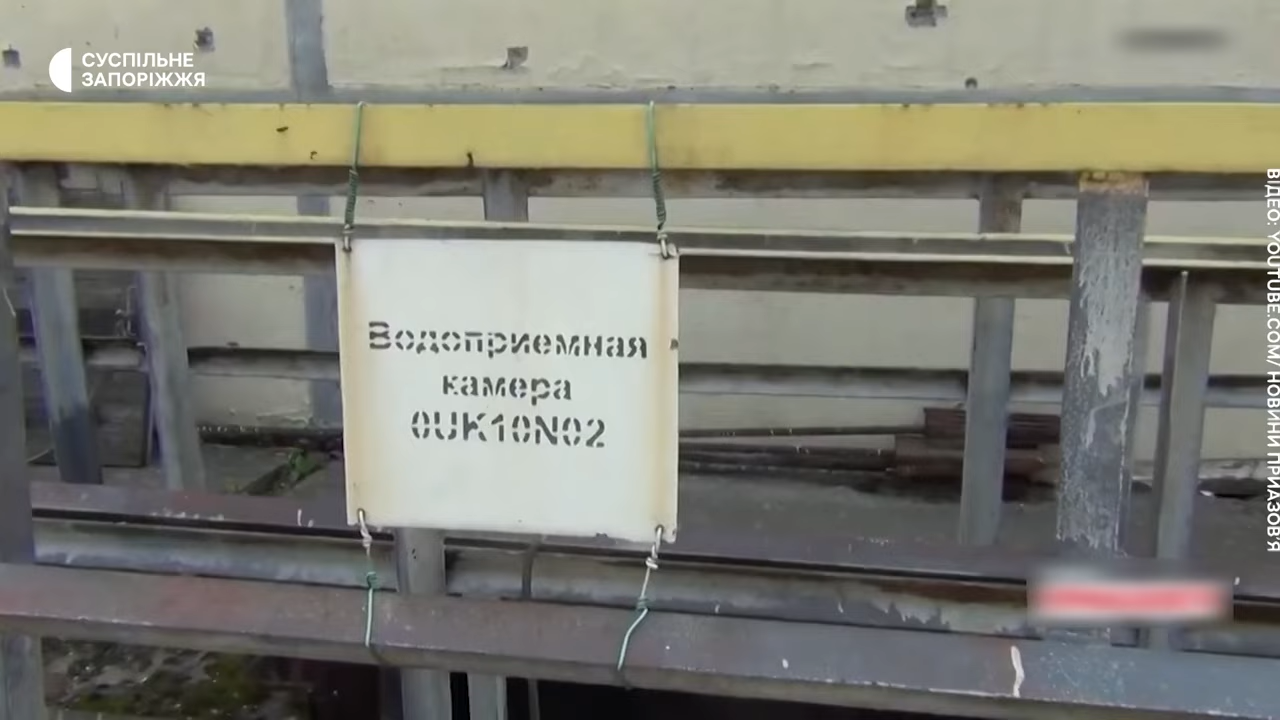 СУСПІЛЬНЕ
ЗАПОРІЖЖЯ
Водоприемная
камера
0UK10N02
ВІДЕО: YOUTUBE.COM/ НОВИНИ ПРИАЗОВ'Я